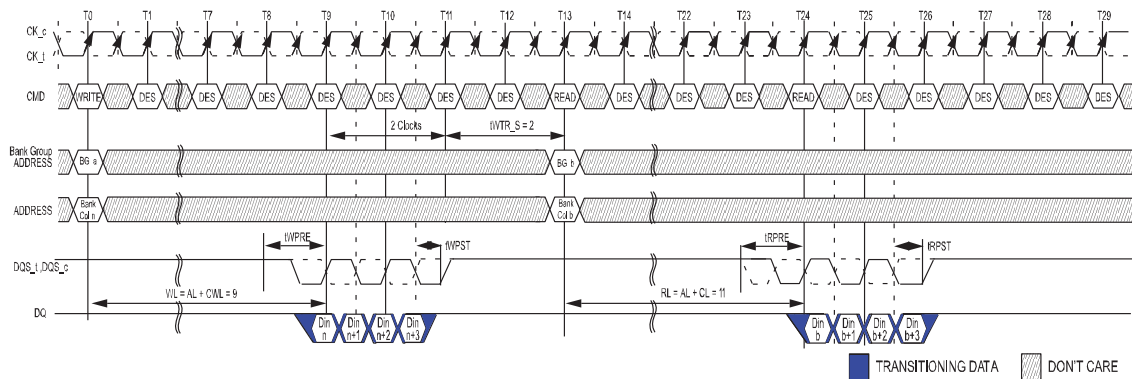 T0 T1 T7 T8 T9 T10 T11 T12 T13 T14 T22 T23 T24 T25 T26 T27 T28 T29
CK_c
CK_t
CMD WRITE DES DES DES DES DES DES DES READ DES DES DES READ DES DES DES DES DES
2 Clocks tWTR_S = 2
Bank Group
ADDRESS BG a BG b
ADDRESS Bank Col n Bank Col b
tWPRE tWPST tRPRE tRPST
DQS_t ,DQS_c
WL = AL + CWL = 9 RL = AL + CL = 11
DQ Din n Din n+1 Din n+2 Din n+3 Din b Din b+1 Din b+2 Din b+3
TRANSITIONING DATA DON'T CARE